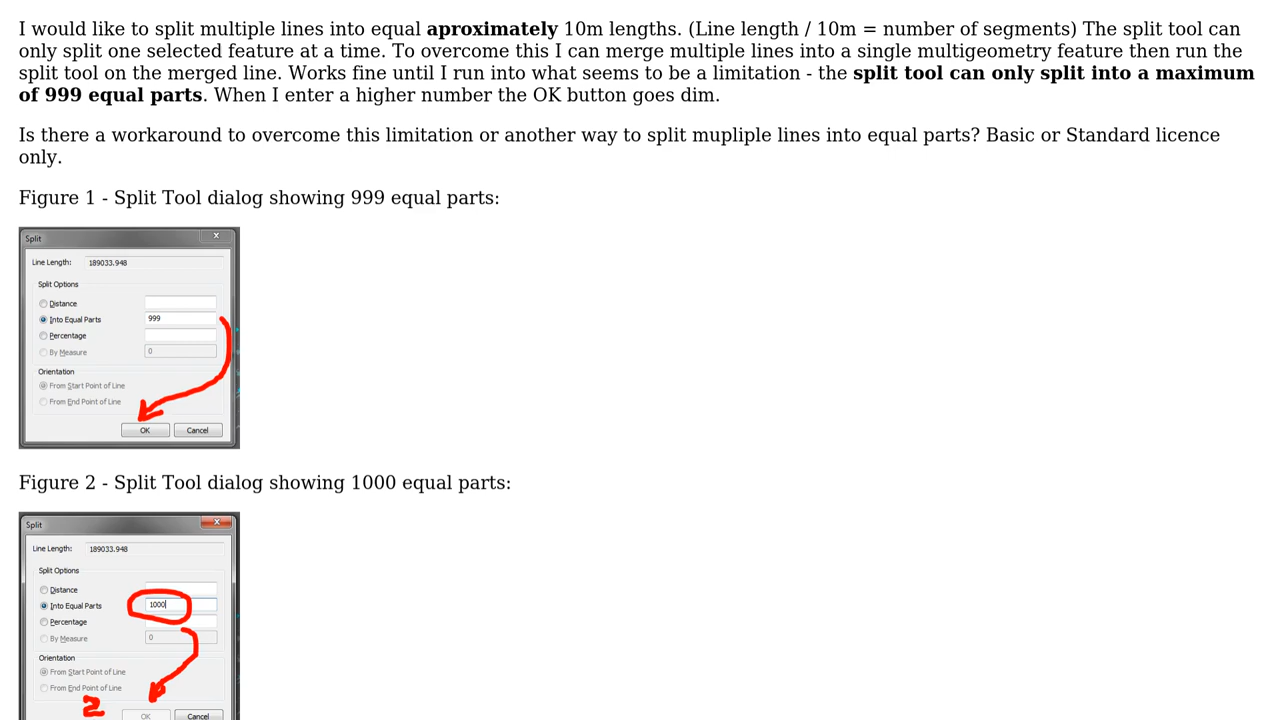 I would like to split multiple lines into equal aproximately 10m lengths. (Line length / 10m = number of segments) The split tool can
only split one selected feature at a time. To overcome this I can merge multiple lines into a single multigeometry feature then run the
split tool on the merged line. Works fine until I run into what seems to be a limitation - the split tool can only split into a maximum
of 999 equal parts. When I enter a higher number the OK button goes dim.
Is there a workaround to overcome this limitation or another way to split mupliple lines into equal parts? Basic or Standard licence
only.
Figure 1 - Split Tool dialog showing 999 equal parts:
Split x
Line Length: 189033.948
Split Options
Distance
Into Equal Parts 999
Percentage
By Measure 0
Orientation
From Start Point of Line
From End Point of Line
OK Cancel
Figure 2 - Split Tool dialog showing 1000 equal parts:
Split x
Line Length: 189033.948
Split Options
Distance
Into Equal Parts 1000
Percentage
By Measure 0
Orientation
From Start Point of Line
From End Point of Line
2
OK Cancel